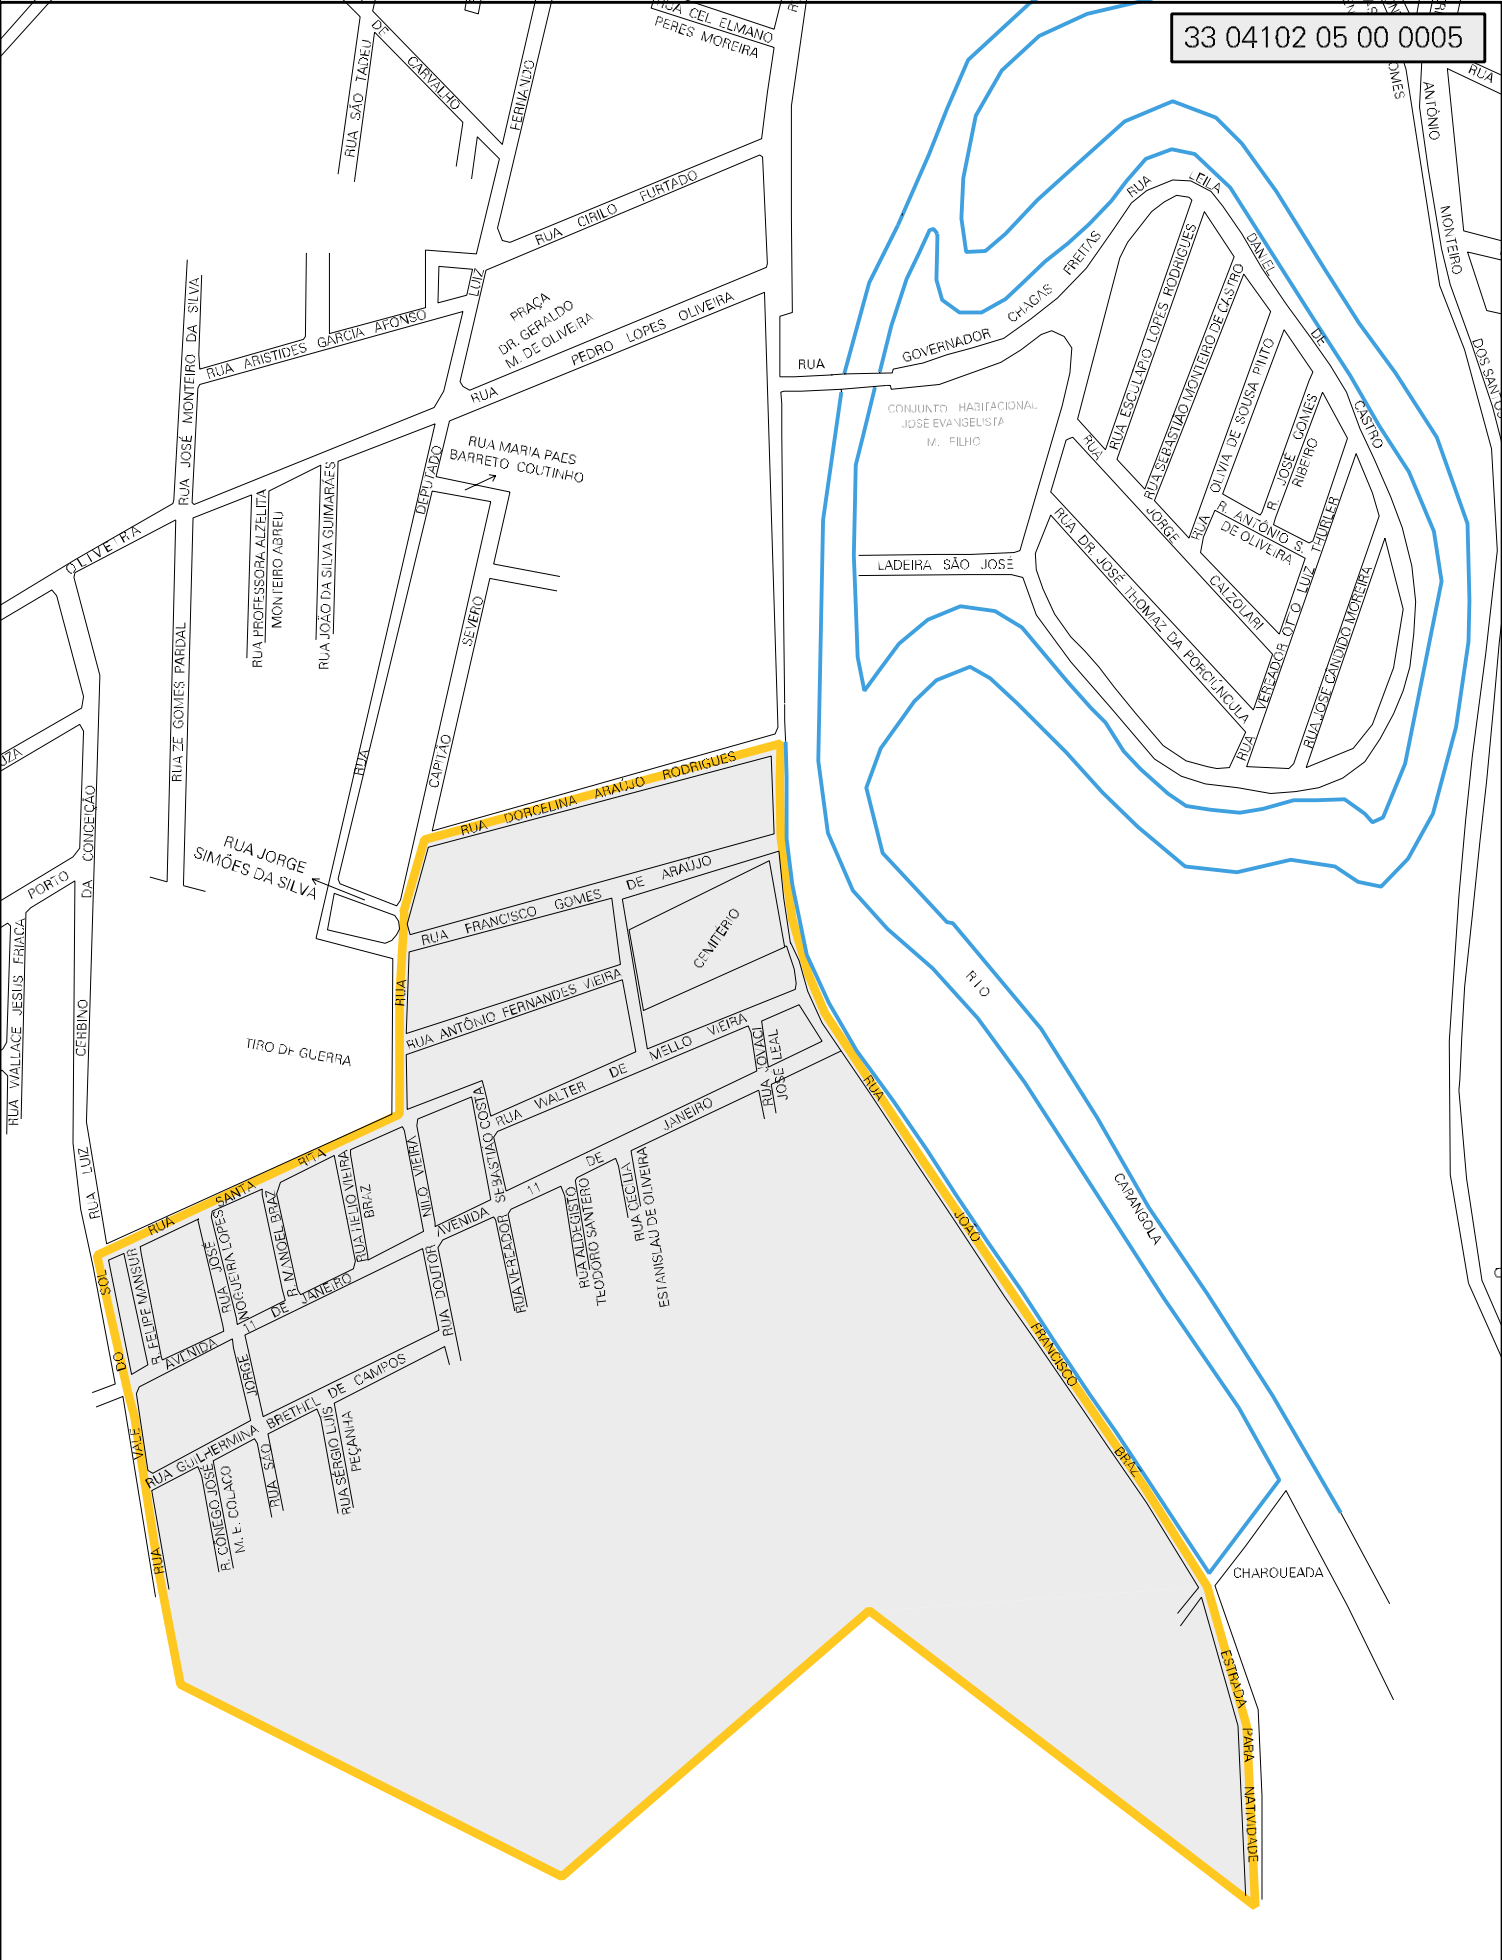 33 04102 05 00 0005
RUA CEL ELMANO
PERES MOREIRA
DE CARVALHO
RUA SÃO TADEU
FERNANDO
RUA
ANTÔNIO
MONTEIRO
RUA CIRILO FURTADO
LUIZ
PRAÇA
DR. GERALDO
M. DE OLIVEIRA
RUA PEDRO LOPES OLIVEIRA
RUA ARISTIDES GARCIA AFONSO
RUA JOSÉ MONTEIRO DA SILVA
RUA GOVERNADOR CHAGAS FREITAS
RUA LEILA DANIEL DE CASTRO
RUA ESCULAPIO LOPES RODRIGUES
RUA SEBASTIÃO MONTEIRO DE CASTRO
RUA OLIVIA DE SOUSA PINTO
R. JOSÉ GOMES
RIBEIRO
R. ANTÔNIO S.
DE OLIVEIRA
RUA JORGE CALZOLARI
RUA DR. JOSÉ THOMAZ DA PORCIÚNCULA
RUA VEREADOR OTTO LUIZ THURLER
RUA JOSE CANDIDO MOREIRA
CONJUNTO HABITACIONAL
JOSÉ EVANGELISTA
M. FILHO
LADEIRA SÃO JOSÉ
RUA MARIA PAES
BARRETO COUTINHO
OLIVEIRA
RUA PROFESSORA ALZELITA
MONTEIRO ABREU
RUA JOÃO DA SILVA GUIMARÃES
RUA ZE GOMES PARDAL
RUA DEPUTADO
CAPITÃO SEVERO
RUA JORGE
SIMÕES DA SILVA
RUA DORCELINA ARAÚJO RODRIGUES
RUA FRANCISCO GOMES DE ARAÚJO
CEMITÉRIO
RUA
RUA ANTÔNIO FERNANDES VIEIRA
PORTO
RUA WALLACE JESUS FRIAÇA
RUA LUIZ CERBINO DA CONCEIÇÃO
TIRO DE GUERRA
RUA WALTER DE MELLO VIEIRA
RUA JOVACI
JOSÉ LEAL
RIO CARANGOLA
RUA SANTA RITA
R. FELIPE MANSUR
RUA JOSÉ
NOGUEIRA LOPES
R. MANOEL BRAZ
RUA HELIO VIEIRA
BRAZ
RUA DOUTOR NILO VIEIRA
RUA VEREADOR SEBASTIÃO COSTA
AVENIDA 11 DE JANEIRO
RUA ALDEGISTO
TEODORO SANTERO
RUA CECÍLIA
ESTANISLAU DE OLIVEIRA
AVENIDA 11 DE JANEIRO
RUA SÃO JORGE
RUA GUILHERMINA BRETHEL DE CAMPOS
R. CÔNEGO JOSÉ
M. E. COLAÇO
RUA SÉRGIO LUIS
PEÇANHA
RUA VALE DO SOL
RUA JOÃO FRANCISCO BRAZ
CHARQUEADA
ESTRADA PARA NATIVIDADE